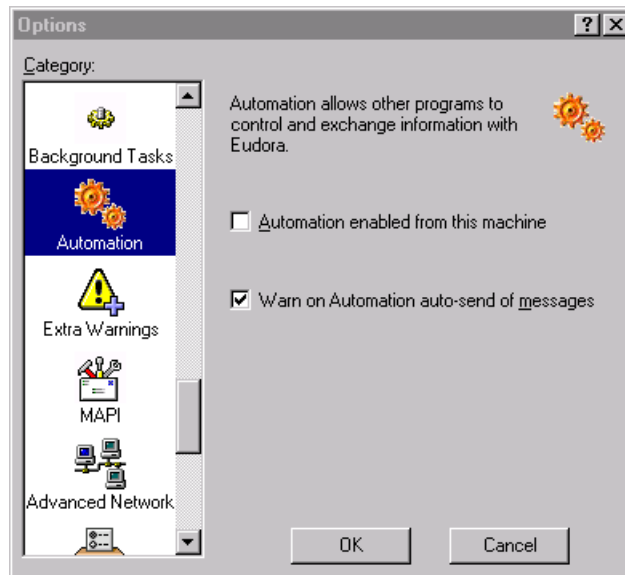 Options
Category:
Background Tasks
Automation
Extra Warnings
MAPI
Advanced Network
Automation allows other programs to
control and exchange information with
Eudora.
Automation enabled from this machine
Warn on Automation auto-send of messages
OK
Cancel